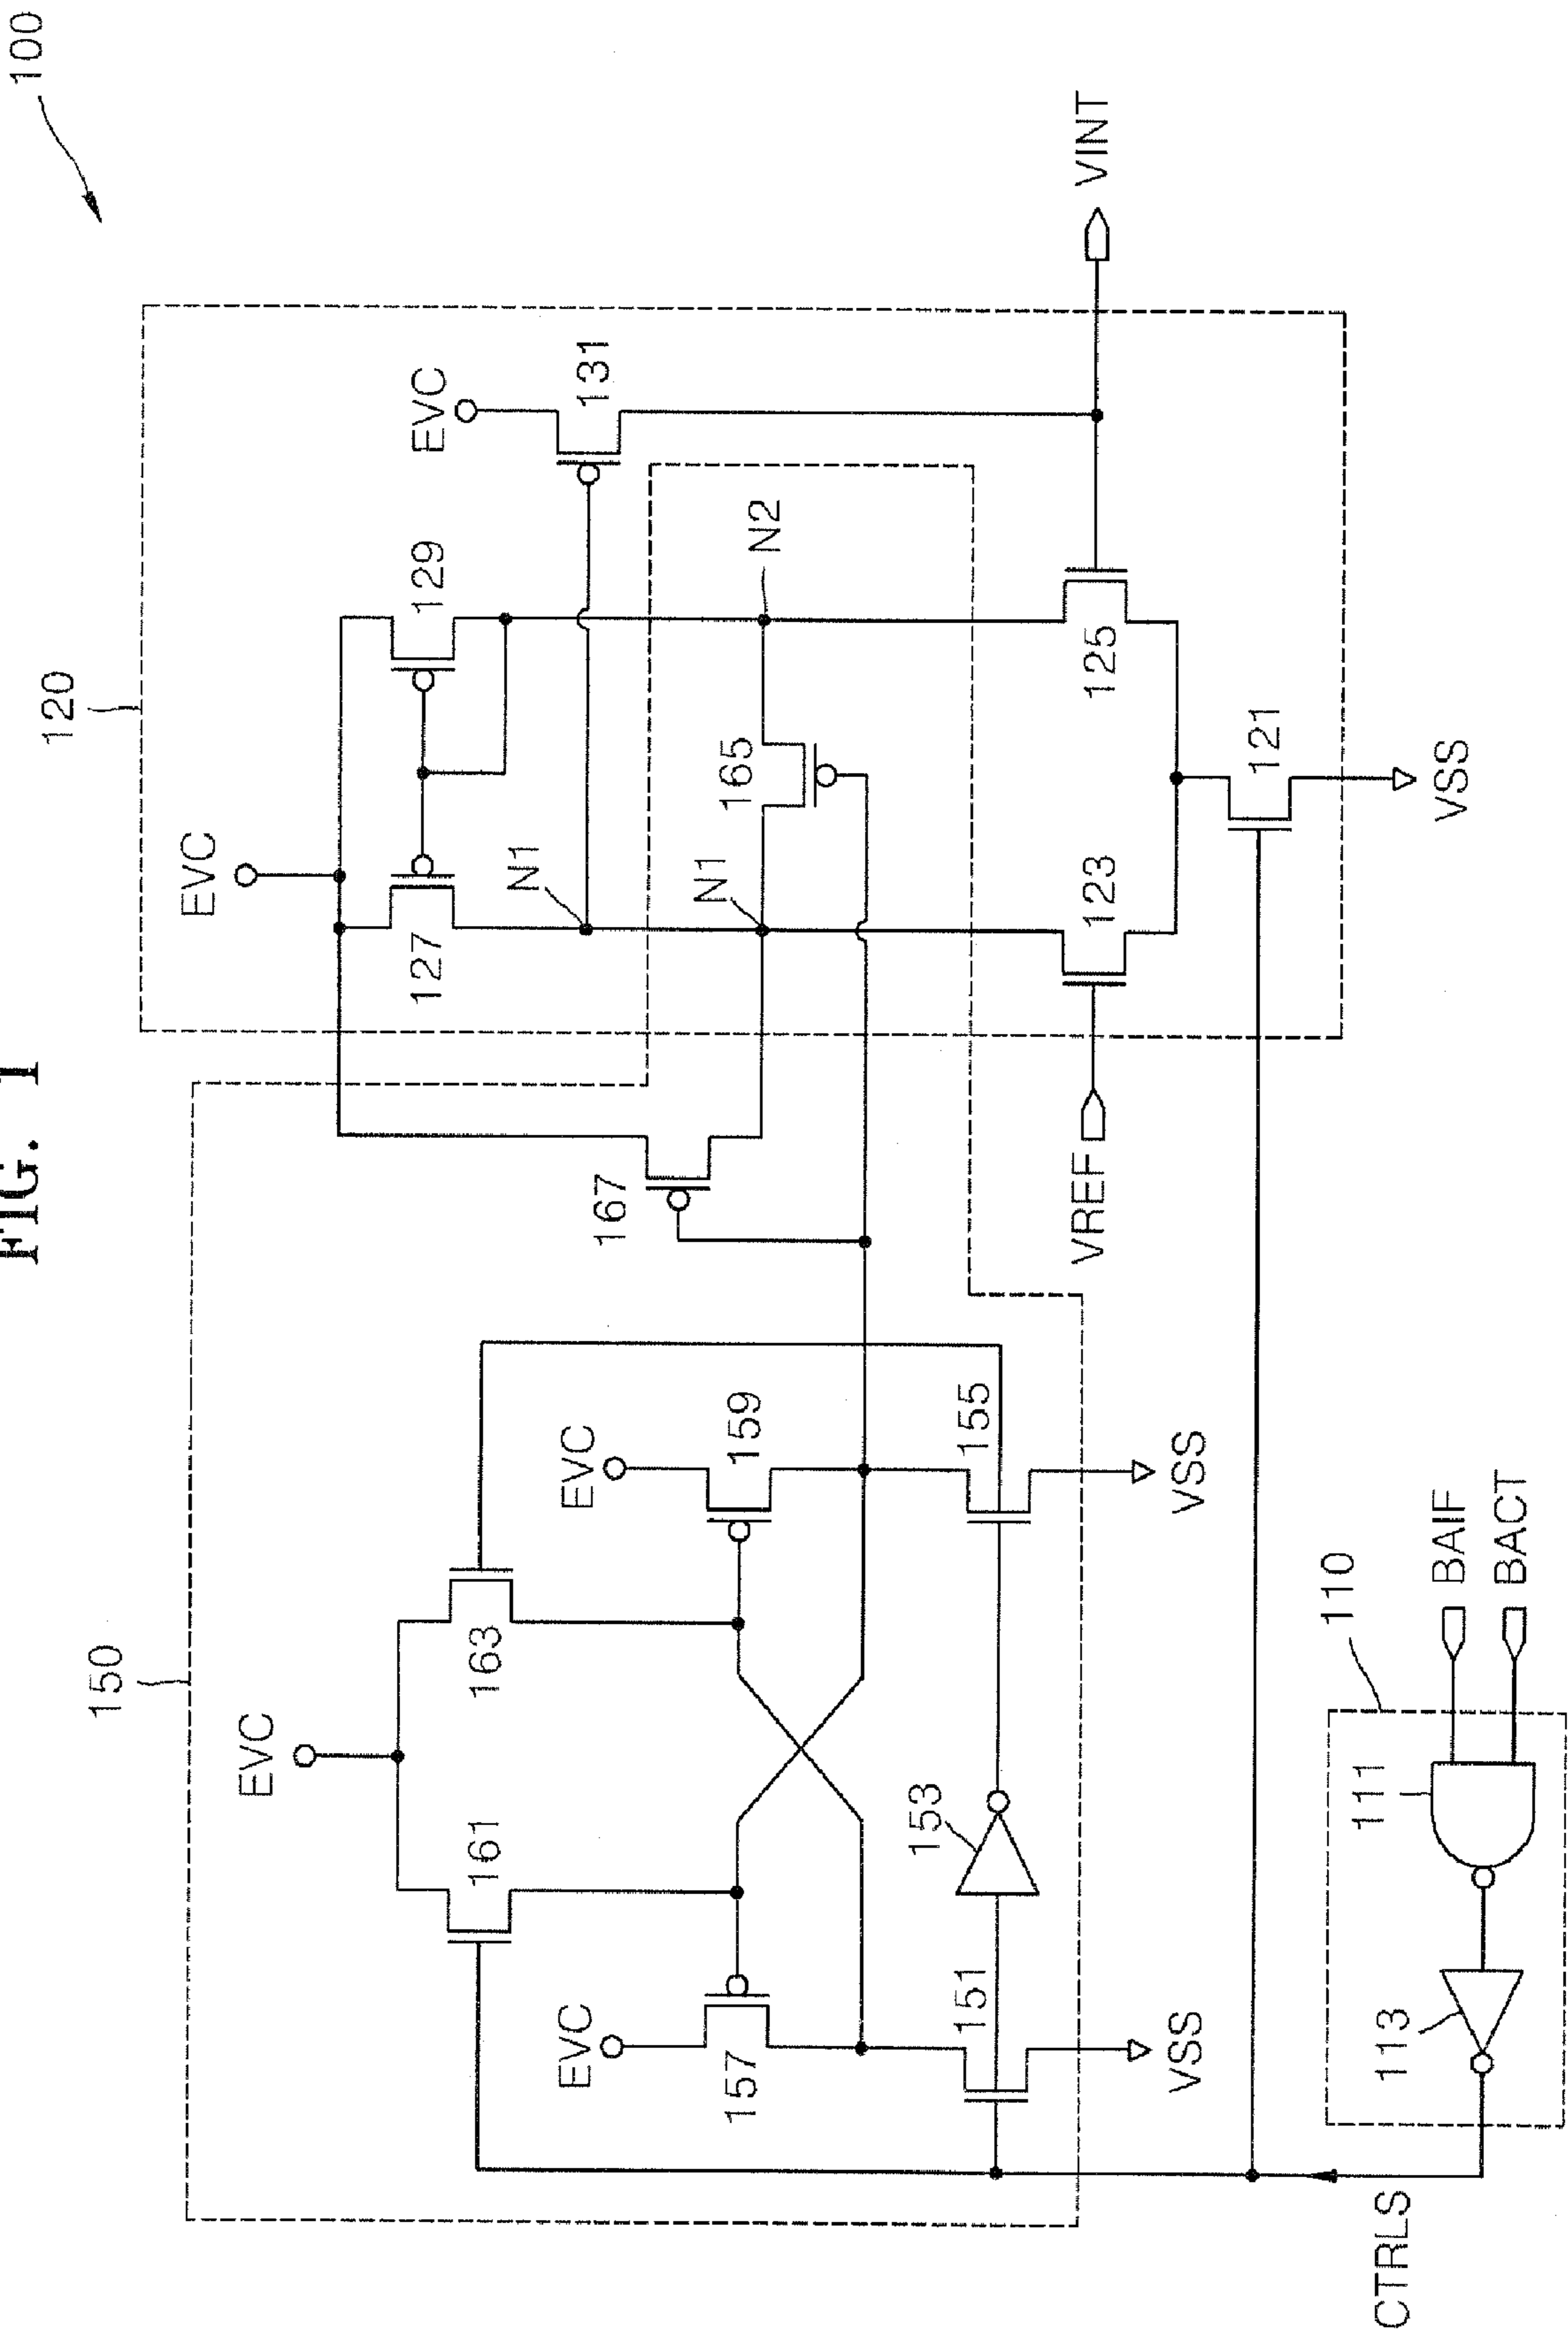 FIG. 1
100
120
EVC
EVC
127
129
131
N1
N1
N2
165
167
123
125
121
VREF
VINT
VSS
150
EVC
161
163
EVC
EVC
157
159
153
151
155
VSS
VSS
110
111
113
BAIF
BACT
CTRLS